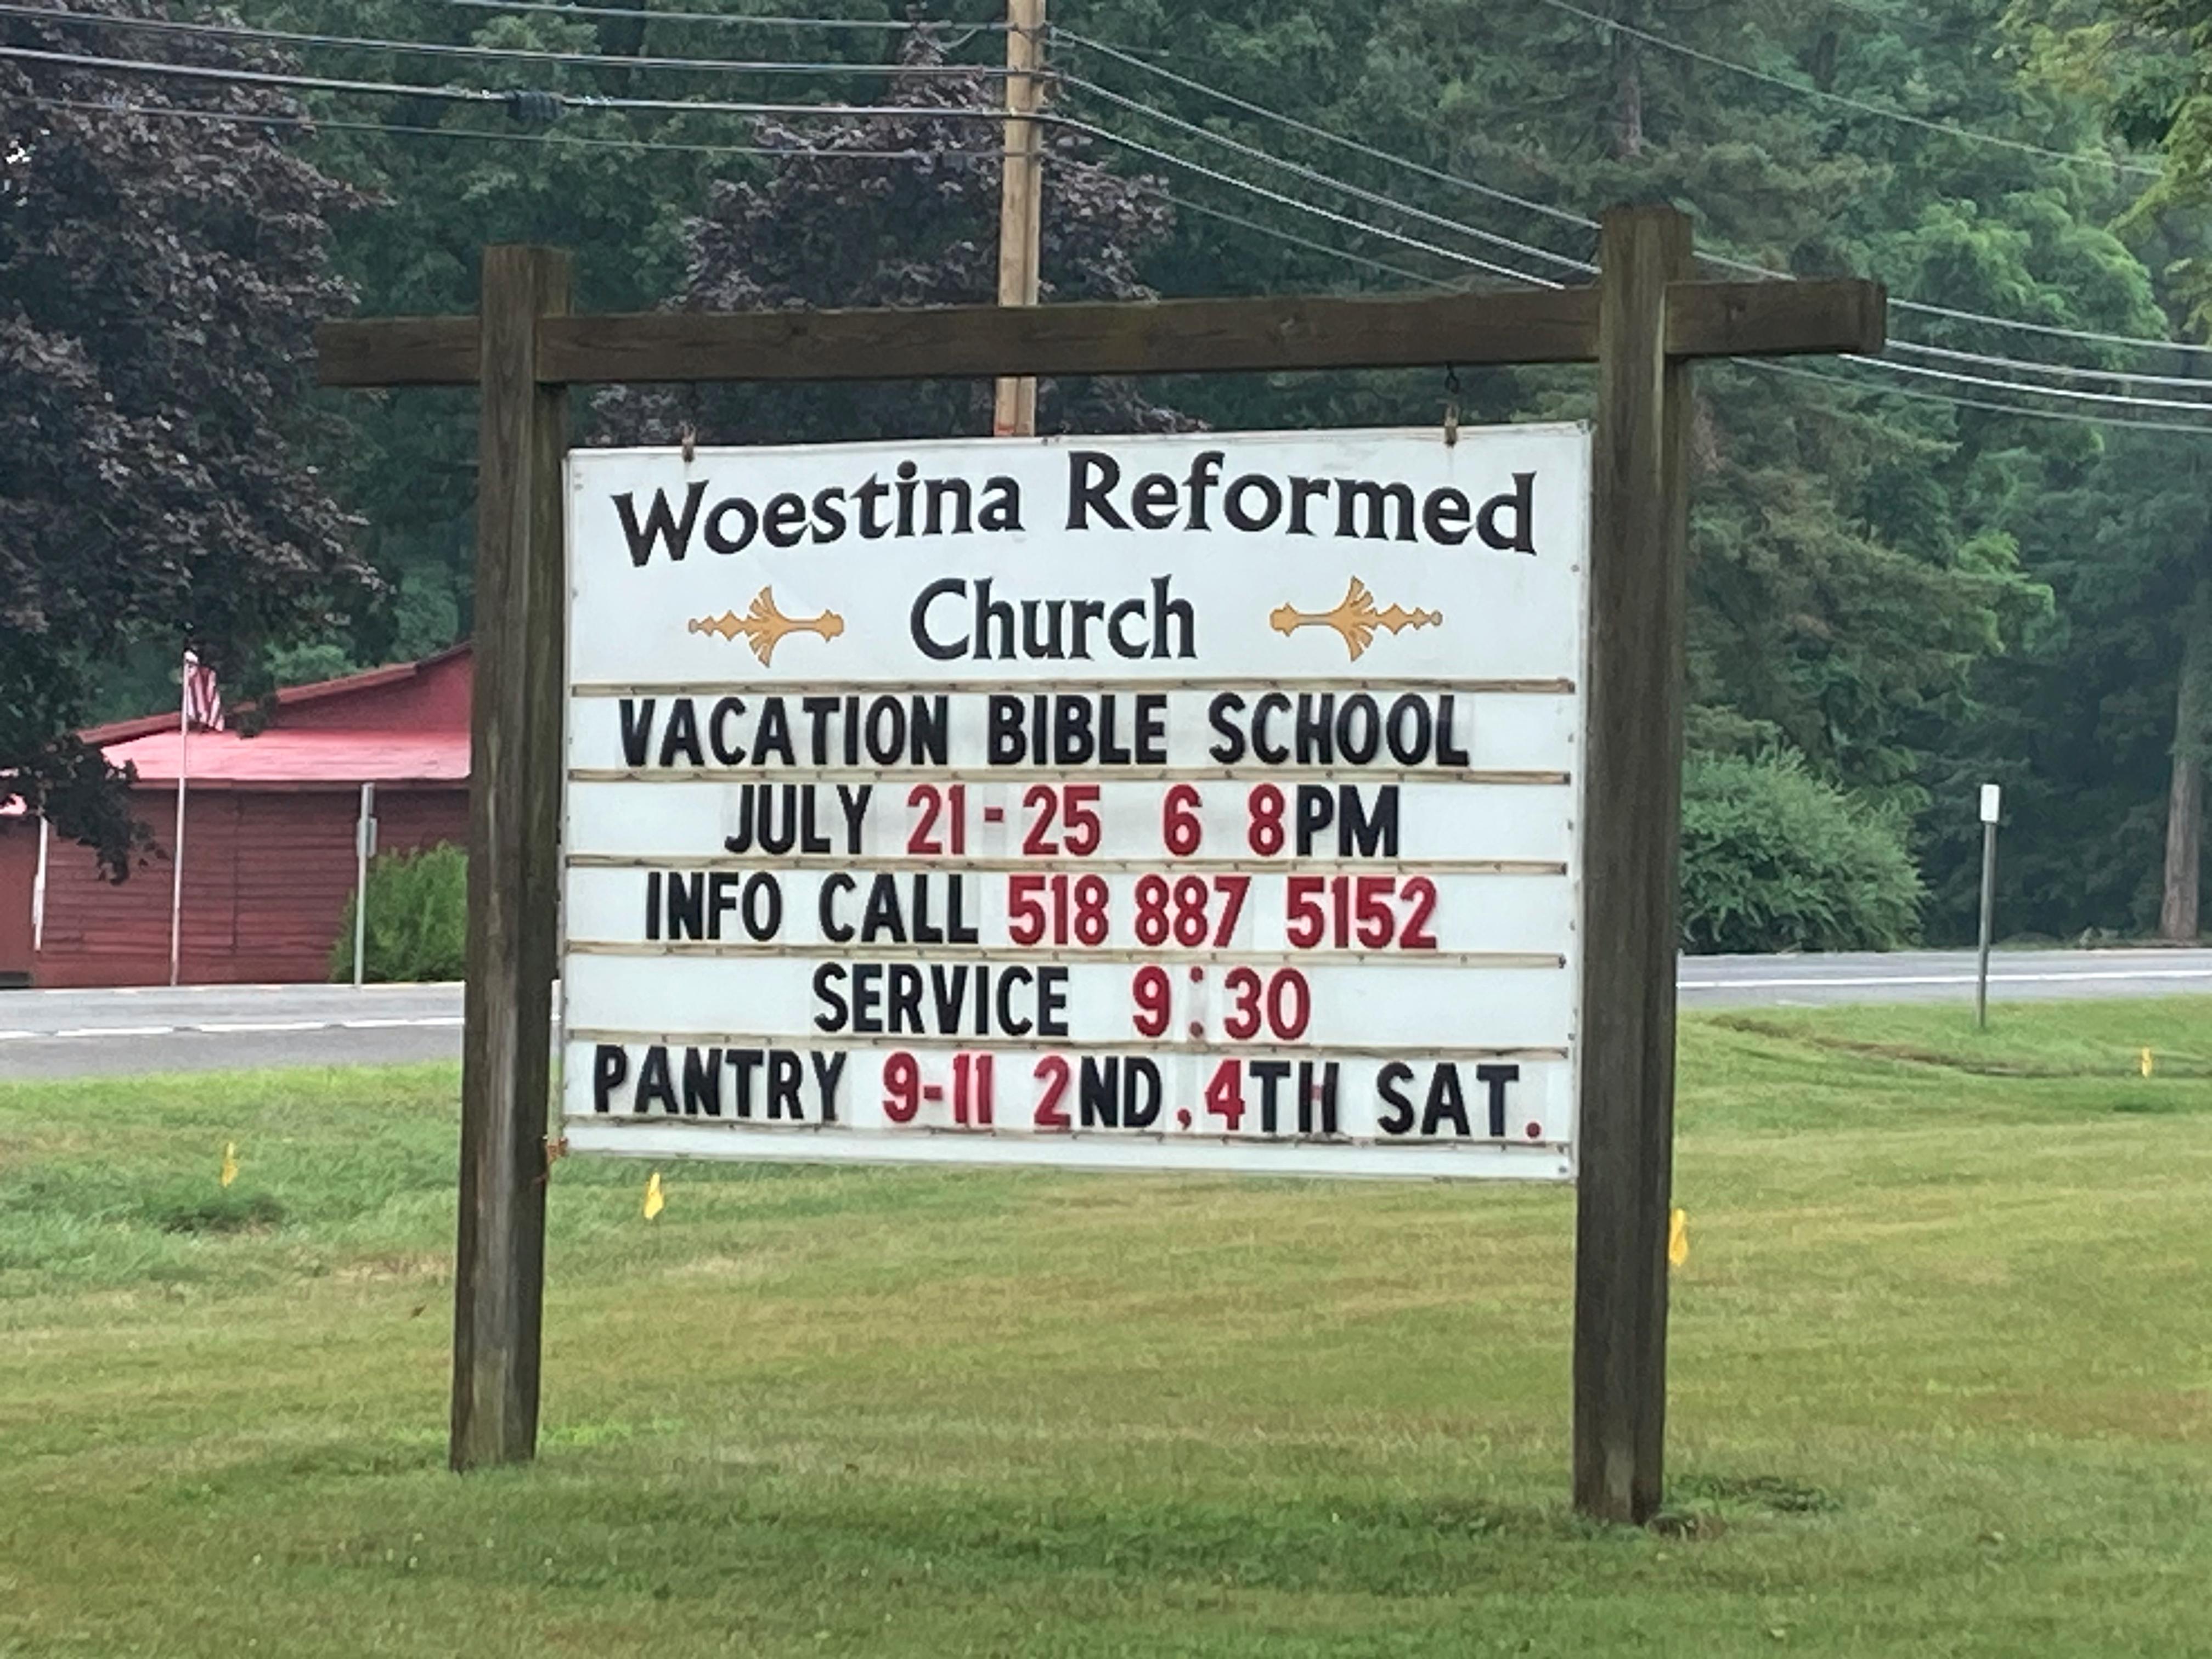 Woestina Reformed
Church
VACATION BIBLE SCHOOL
JULY 21-25 6 8PM
INFO CALL 518 887 5152
SERVICE 9:30
PANTRY 9-11 2ND,4TH SAT.